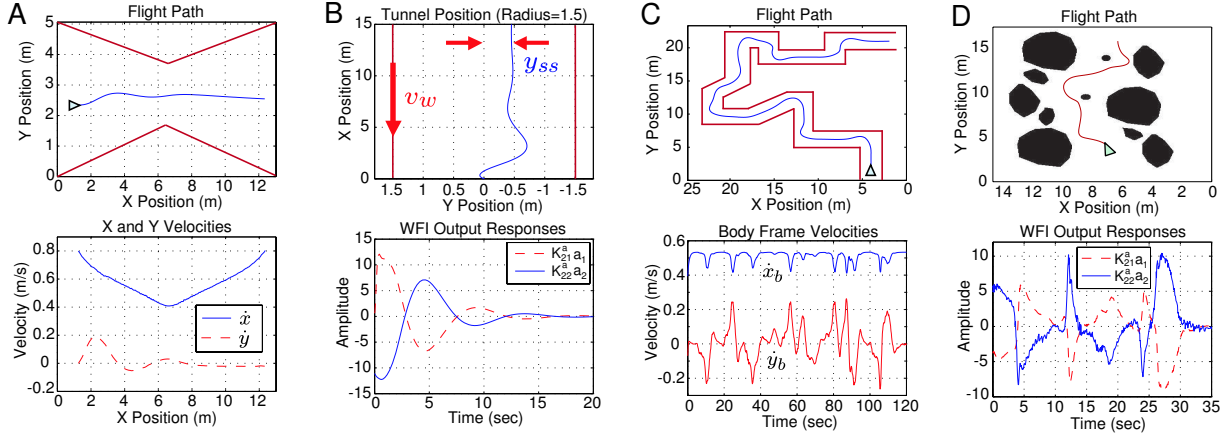 A
Flight Path
Y Position (m)
5
4
3
2
1
0
0 2 4 6 8 10 12
X Position (m)
X and Y Velocities
Velocity (m/s)
0.8
0.6
0.4
0.2
0
-0.2
ẋ
ẏ
0 2 4 6 8 10 12
X Position (m)
B
Tunnel Position (Radius=1.5)
X Position (m)
15
10
5
0
v_w
y_ss
1.5 1 0.5 0 -0.5 -1 -1.5
Y Position (m)
WFI Output Responses
Amplitude
15
10
5
0
-5
-10
-15
K^a_21 a_1
K^a_22 a_2
0 5 10 15 20
Time (sec)
C
Flight Path
Y Position (m)
20
15
10
5
0
25 20 15 10 5 0
X Position (m)
Body Frame Velocities
Velocity (m/s)
0.6
0.4
0.2
0
-0.2
ẋ_b
ẏ_b
0 20 40 60 80 100 120
Time (sec)
D
Flight Path
Y Position (m)
15
10
5
0
14 12 10 8 6 4 2 0
X Position (m)
WFI Output Responses
Amplitude
10
5
0
-5
-10
K^a_21 a_1
K^a_22 a_2
0 5 10 15 20 25 30 35
Time (sec)